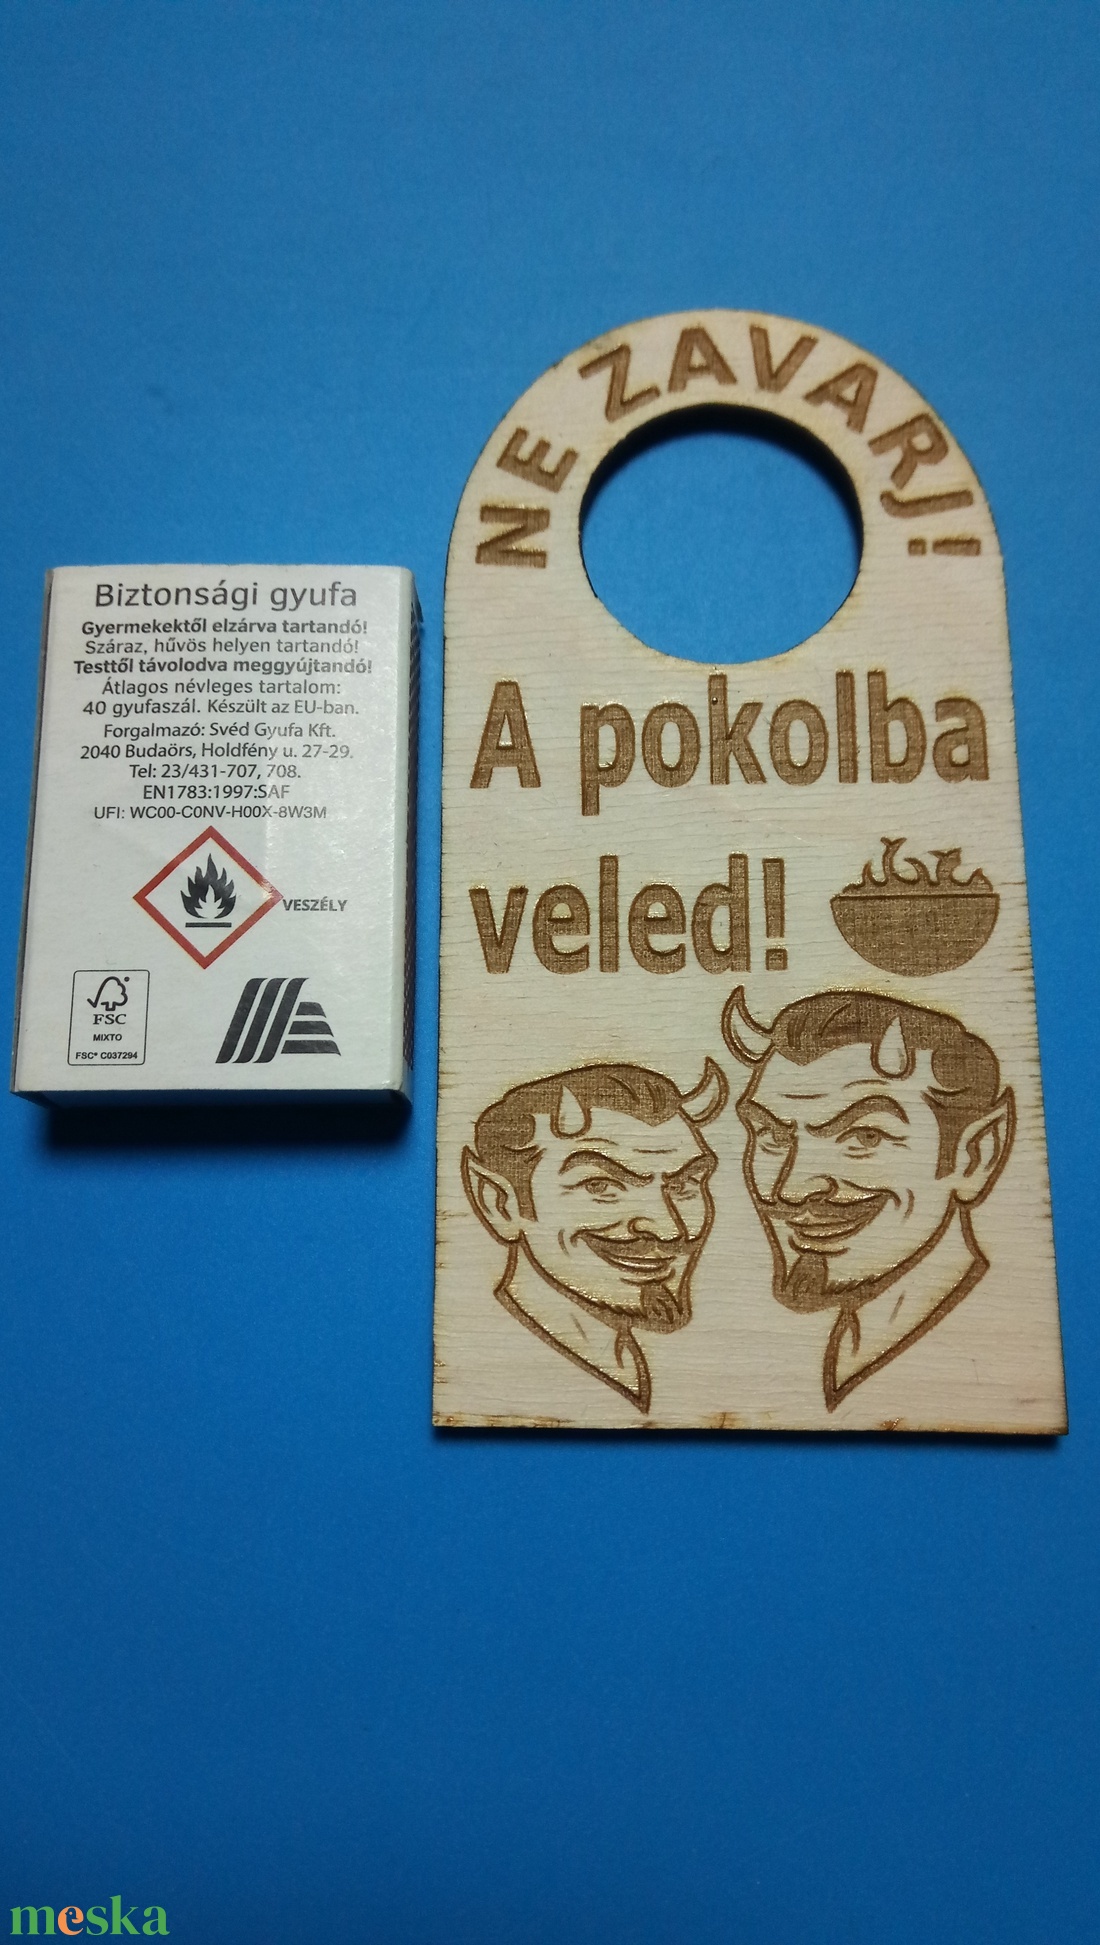 Biztonsági gyufa
Gyermekektől elzárva tartandó!
Száraz, hűvös helyen tartandó!
Testtől távolodva meggyújtandó!
Átlagos névleges tartalom:
40 gyufaszál. Készült az EU-ban.
Forgalmazó: Svéd Gyufa Kft.
2040 Budaörs, Holdfény u. 27-29.
Tel: 23/431-707, 708.
EN1783:1997:SAF
UFI: WC00-C0NV-H00X-8W3M
VESZÉLY
FSC
MIXTO
FSC® C037294
NE ZAVARJ!
A pokolba
veled!
meska